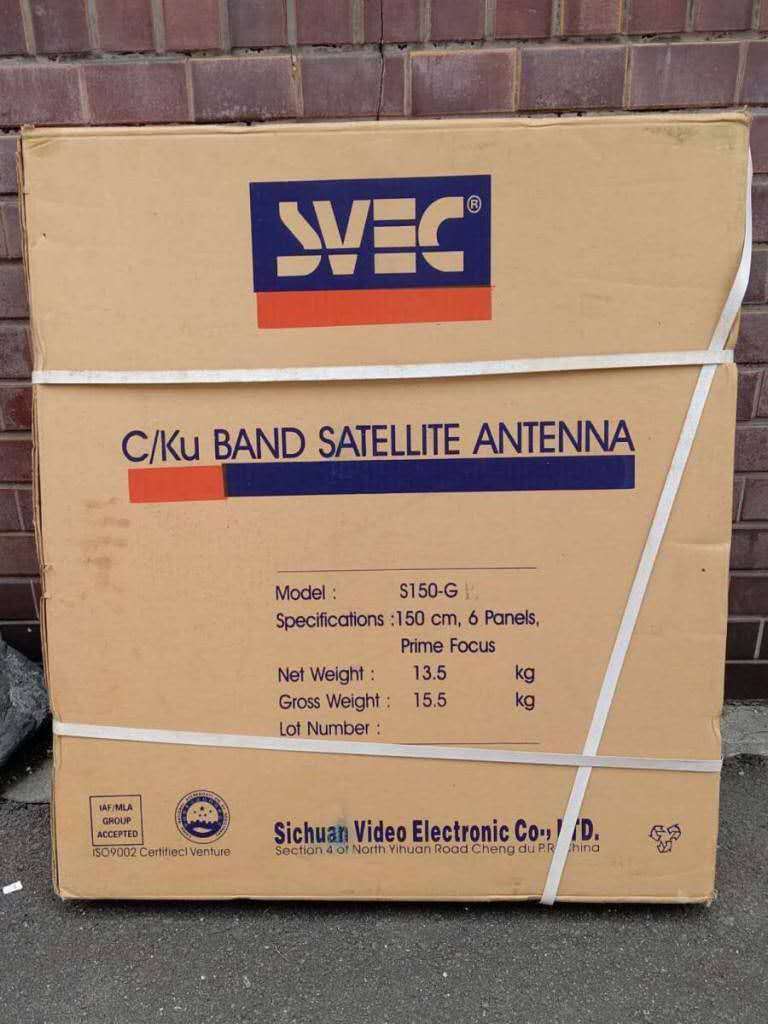 SVEC®
C/Ku BAND SATELLITE ANTENNA
Model : S150-G
Specifications : 150 cm, 6 Panels,
Prime Focus
Net Weight : 13.5 kg
Gross Weight : 15.5 kg
Lot Number :
IAF/MLA
GROUP
ACCEPTED
ISO9002 Certifiecl Venture
Sichuan Video Electronic Co., LTD.
Section 4 of North Yihuan Road Cheng du P.R. China